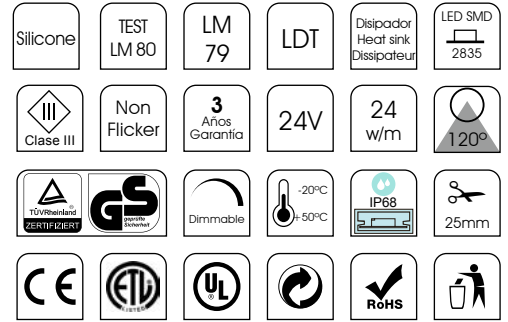 Silicone
TEST
LM 80
LM
79
LDT
Disipador
Heat sink
Dissipateur
LED SMD
2835
III
Clase III
Non
Flicker
3
Años
Garantía
24V
24
w/m
120º
TÜVRheinland
ZERTIFIZIERT
GS
geprüfte
Sicherheit
Dimmable
-20ºC
+50ºC
IP68
25mm
CE
ETL
LISTED
UL
RoHS